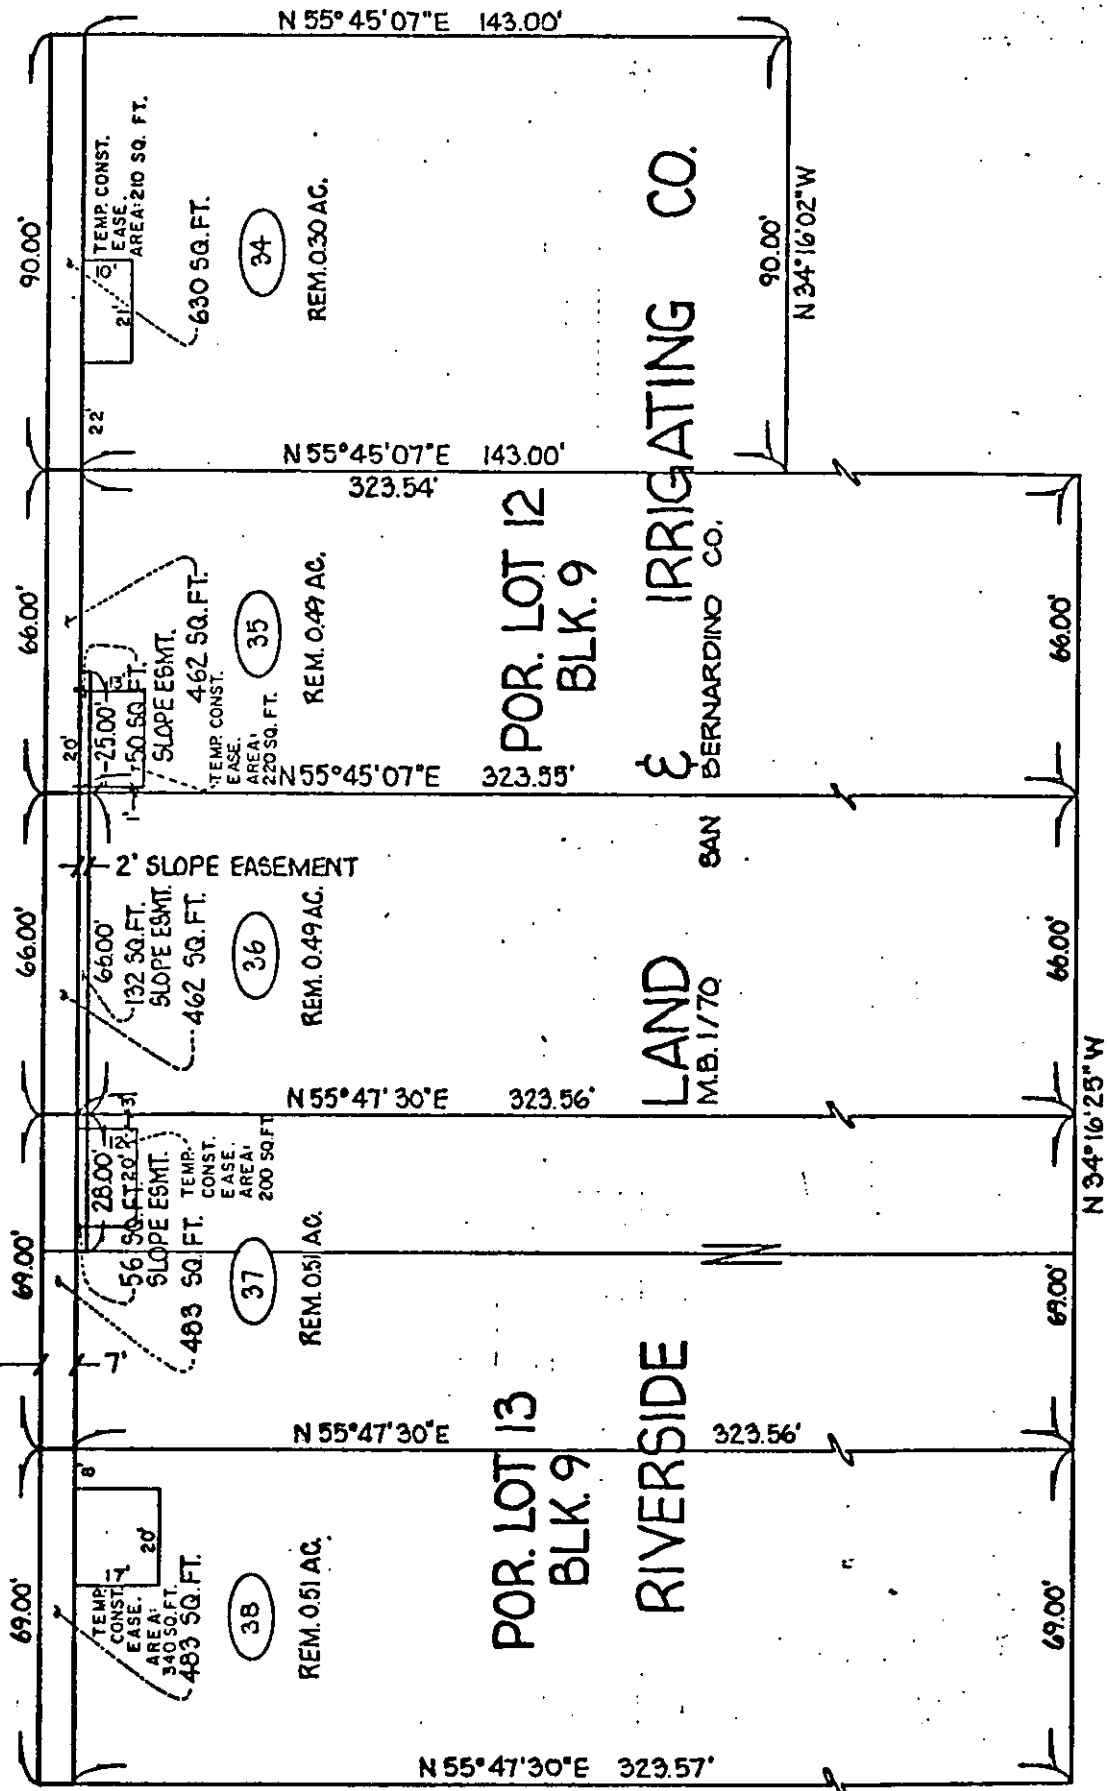 N 55° 45' 07" E 143.00'
90.00'
TEMP. CONST.
EASE.
AREA: 210 SQ. FT.
10'
21'
630 SQ. FT.
34
REM. 0.30 AC.
22'
90.00'
N 34° 16' 02" W
N 55° 45' 07" E 143.00'
323.54'
66.00'
20'
13'
25.00'
50 SQ. FT.
SLOPE ESMT.
462 SQ. FT.
TEMP. CONST.
EASE.
AREA:
220 SQ. FT.
35
REM. 0.49 AC.
POR. LOT 12
BLK. 9
66.00'
1'
N 55° 45' 07" E 323.55'
2' SLOPE EASEMENT
66.00'
66.00'
132 SQ. FT.
SLOPE ESMT.
462 SQ. FT.
36
REM. 0.49 AC.
66.00'
N 55° 47' 30" E 323.56'
69.00'
3'
28.00'
10'
56 SQ. FT.
20'
SLOPE ESMT.
483 SQ. FT.
TEMP.
CONST.
EASE.
AREA:
200 SQ. FT.
37
REM. 0.51 AC.
69.00'
7'
N 55° 47' 30" E 323.56'
69.00'
8'
20'
17'
TEMP.
CONST.
EASE.
AREA:
340 SQ. FT.
483 SQ. FT.
38
REM. 0.51 AC.
POR. LOT 13
BLK. 9
69.00'
N 55° 47' 30" E 323.57'
RIVERSIDE LAND & IRRIGATING CO.
M.B. 1/70 SAN BERNARDINO CO.
N 34° 16' 25" W